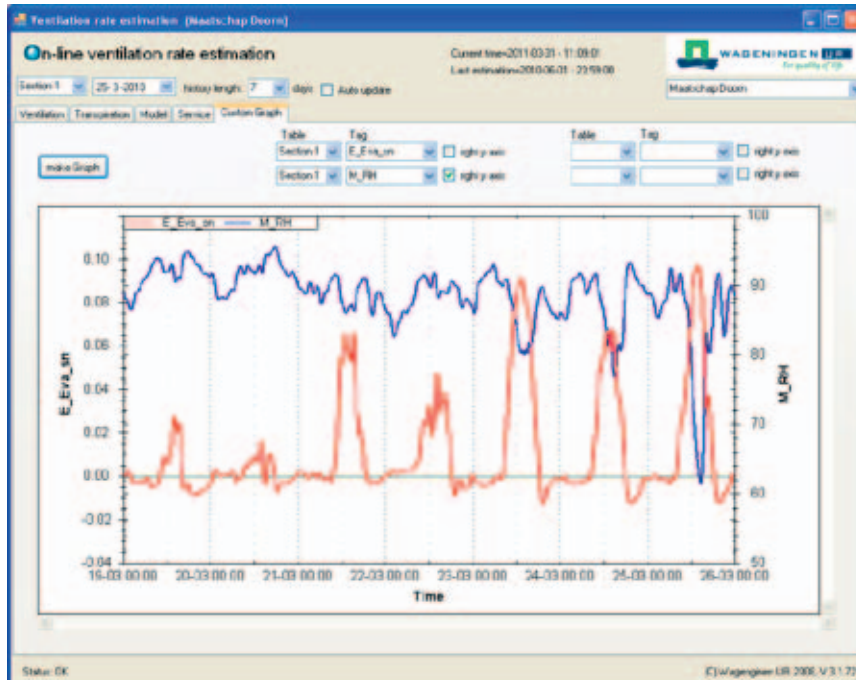 Ventilation rate estimation (Maatschap Doorn)
On-line ventilation rate estimation
Current time=2011-03-31 - 11:09:01
Last estimation=2010-06-01 - 23:59:00
WAGENINGEN UR
For quality of life
Section 1 25- 3-2010 history length: 7 days Auto update
Maatschap Doorn
Ventilation Transpiration Model Service Custom Graph
Table Tag Table Tag
Section 1 E_Eva_sn right y axis right y axis
Section 1 M_RH right y axis right y axis
make Graph
E_Eva_sn M_RH
100
0.10
90
0.08
0.06
80
0.04
70
0.02
0.00
60
-0.02
-0.04
50
E_Eva_sn
M_RH
19-03 00:00 20-03 00:00 21-03 00:00 22-03 00:00 23-03 00:00 24-03 00:00 25-03 00:00 26-03 00:00
Time
Status: OK
(C) Wageningen UR 2008, V 3.1.72